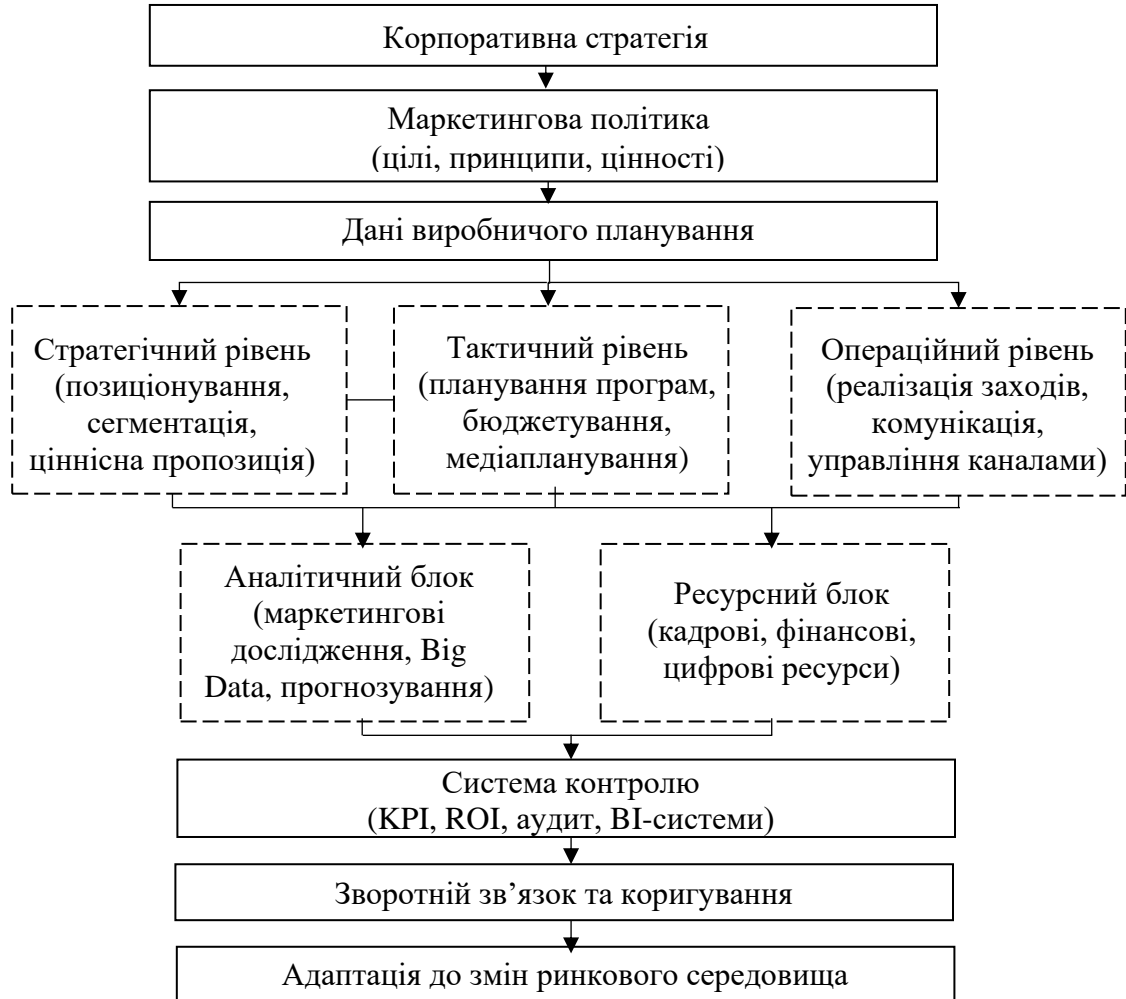 Корпоративна стратегія
Маркетингова політика
(цілі, принципи, цінності)
Дані виробничого планування
Стратегічний рівень
(позиціонування,
сегментація,
ціннісна пропозиція)
Тактичний рівень
(планування програм,
бюджетування,
медіапланування)
Операційний рівень
(реалізація заходів,
комунікація,
управління каналами)
Аналітичний блок
(маркетингові
дослідження, Big
Data, прогнозування)
Ресурсний блок
(кадрові, фінансові,
цифрові ресурси)
Система контролю
(KPI, ROI, аудит, BI-системи)
Зворотній зв’язок та коригування
Адаптація до змін ринкового середовища